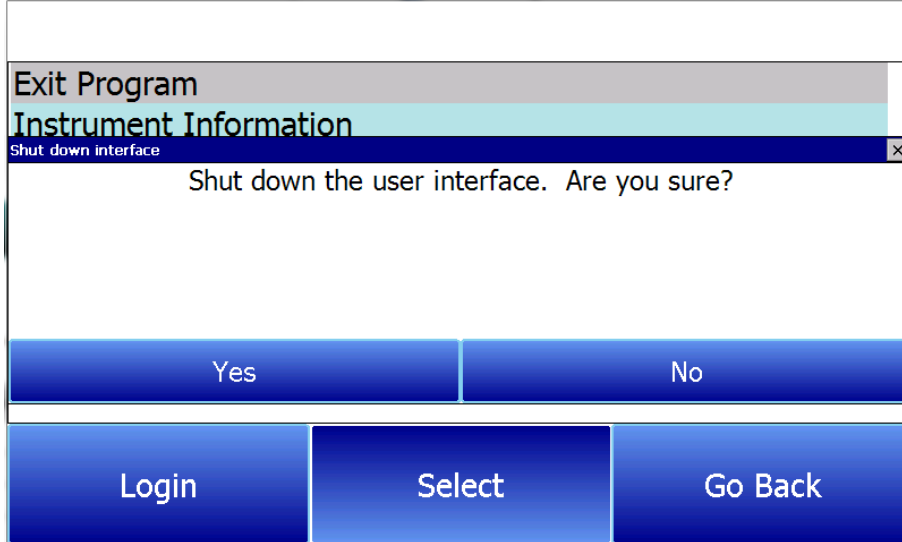 Exit Program
Instrument Information
Shut down interface
Shut down the user interface.  Are you sure?
Yes No
Login Select Go Back